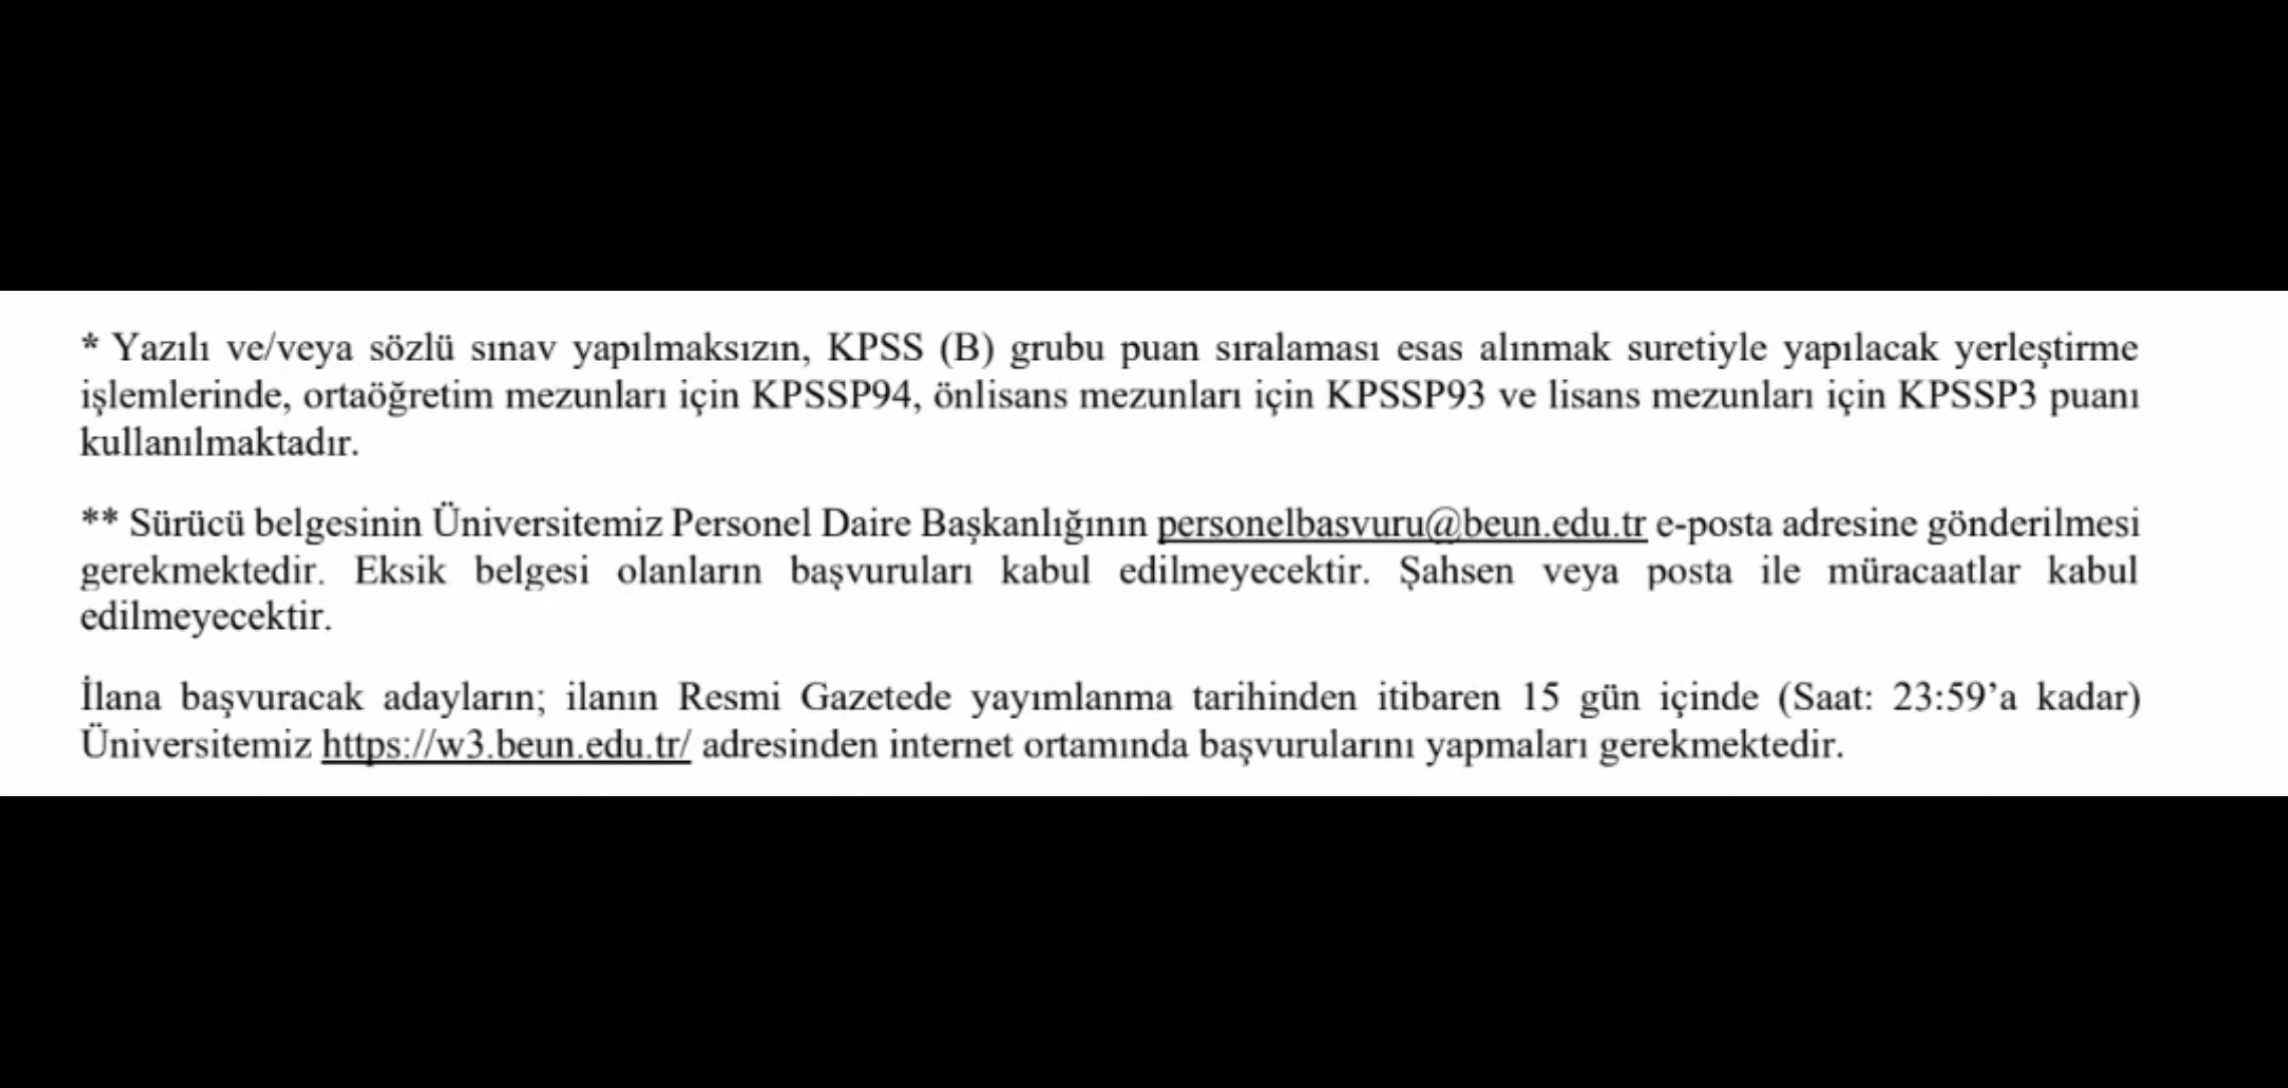 * Yazılı ve/veya sözlü sınav yapılmaksızın, KPSS (B) grubu puan sıralaması esas alınmak suretiyle yapılacak yerleştirme
işlemlerinde, ortaöğretim mezunları için KPSSP94, önlisans mezunları için KPSSP93 ve lisans mezunları için KPSSP3 puanı
kullanılmaktadır.
** Sürücü belgesinin Üniversitemiz Personel Daire Başkanlığının personelbasvuru@beun.edu.tr e-posta adresine gönderilmesi
gerekmektedir. Eksik belgesi olanların başvuruları kabul edilmeyecektir. Şahsen veya posta ile müracaatlar kabul
edilmeyecektir.
İlana başvuracak adayların; ilanın Resmi Gazetede yayımlanma tarihinden itibaren 15 gün içinde (Saat: 23:59’a kadar)
Üniversitemiz https://w3.beun.edu.tr/ adresinden internet ortamında başvurularını yapmaları gerekmektedir.